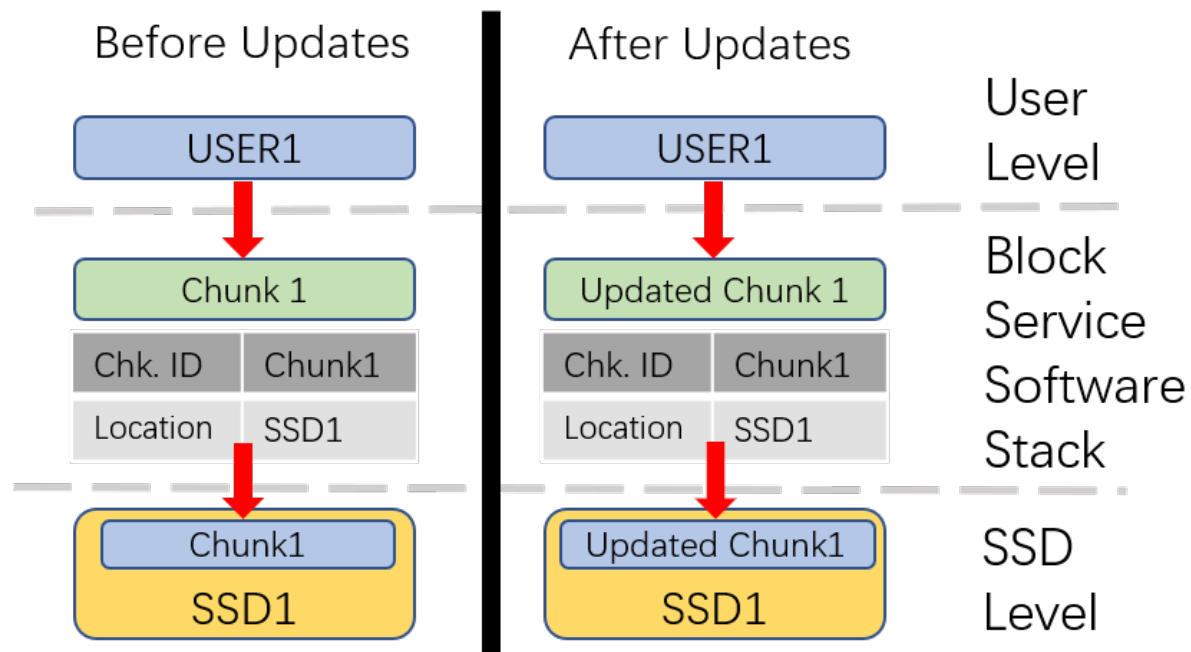 Before Updates
After Updates
User
Level
USER1
USER1
Chunk 1
Updated Chunk 1
Block
Service
Software
Stack
Chk. ID
Chunk1
Chk. ID
Chunk1
Location
SSD1
Location
SSD1
Chunk1
Updated Chunk1
SSD
Level
SSD1
SSD1